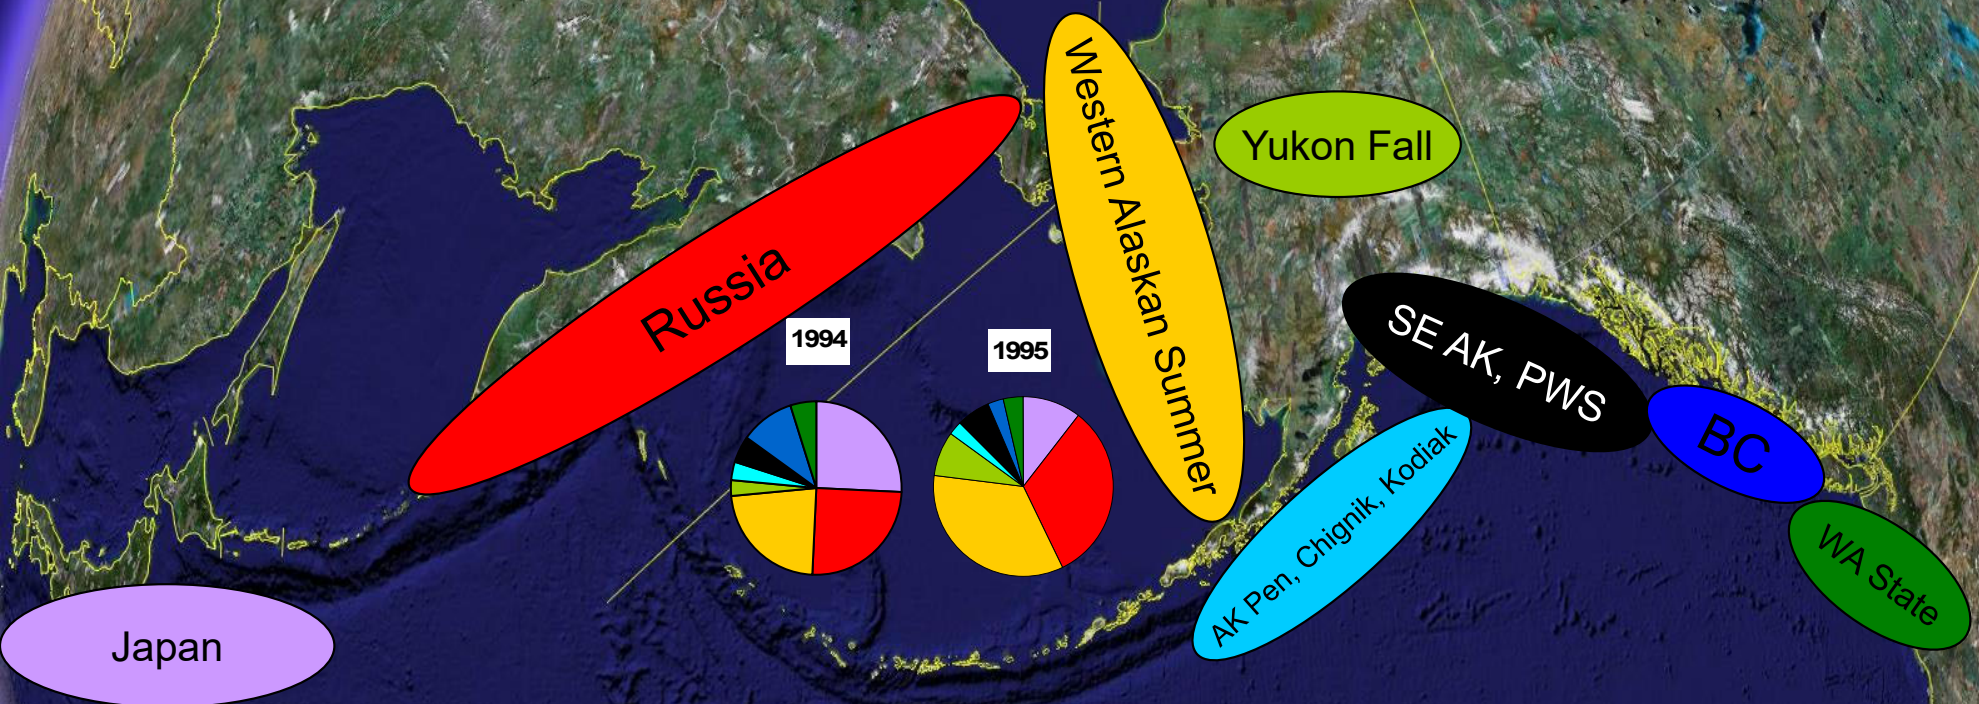 Western Alaskan Summer
Yukon Fall
Russia
1994
1995
SE AK, PWS
BC
AK Pen, Chignik, Kodiak
WA State
Japan